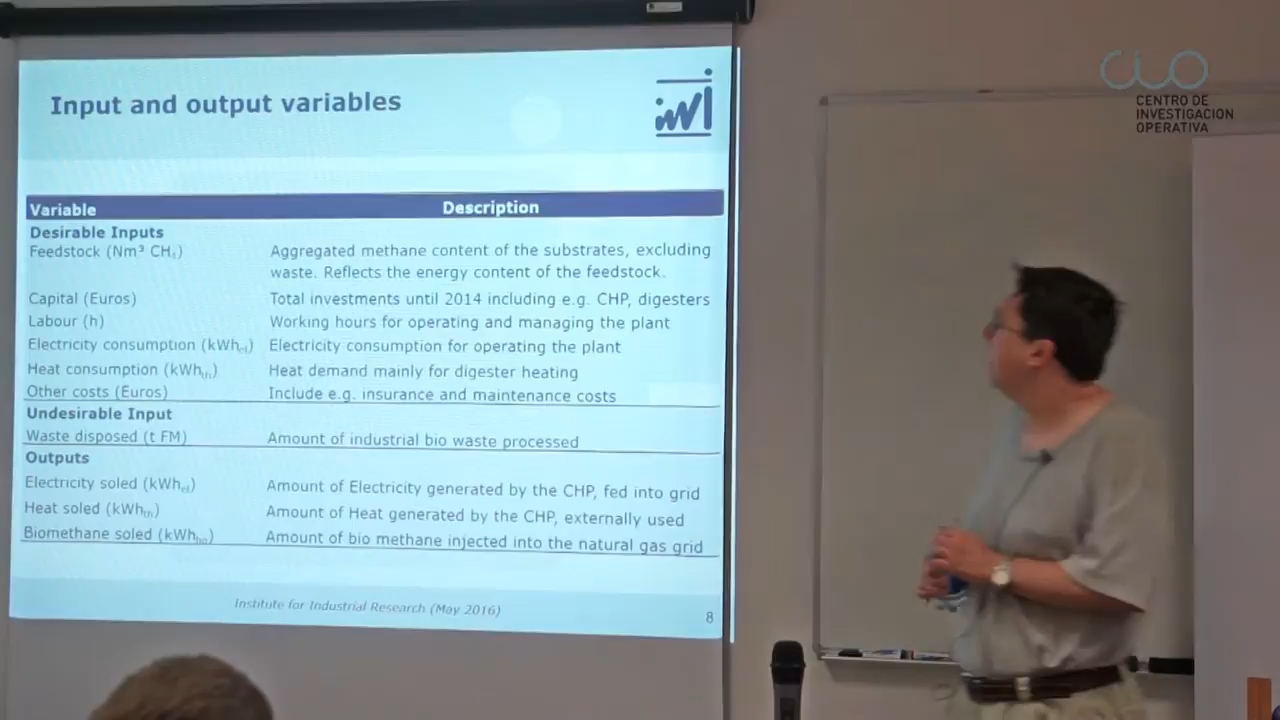 Input and output variables
iwi
CIO
CENTRO DE
INVESTIGACION
OPERATIVA
Variable Description
Desirable Inputs
Feedstock (Nm³ CH₄) Aggregated methane content of the substrates, excluding
waste. Reflects the energy content of the feedstock.
Capital (Euros) Total investments until 2014 including e.g. CHP, digesters
Labour (h) Working hours for operating and managing the plant
Electricity consumption (kWhel) Electricity consumption for operating the plant
Heat consumption (kWhth) Heat demand mainly for digester heating
Other costs (Euros) Include e.g. insurance and maintenance costs
Undesirable Input
Waste disposed (t FM) Amount of industrial bio waste processed
Outputs
Electricity soled (kWhel) Amount of Electricity generated by the CHP, fed into grid
Heat soled (kWhth) Amount of Heat generated by the CHP, externally used
Biomethane soled (kWhbg) Amount of bio methane injected into the natural gas grid
Institute for Industrial Research (May 2016)
8